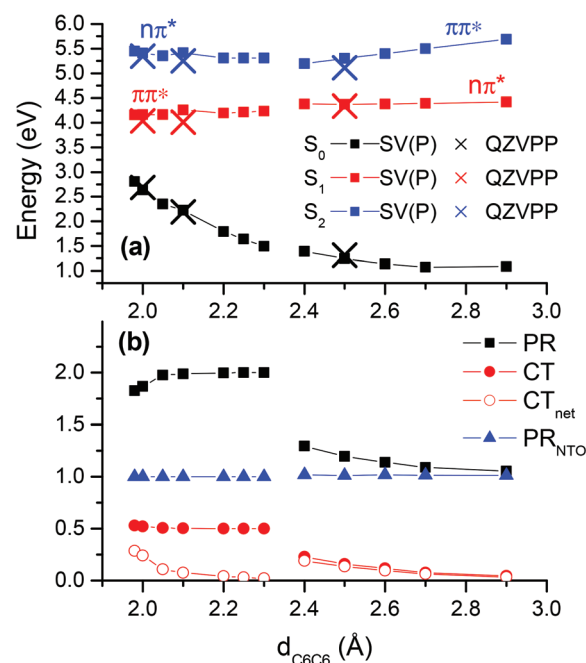 6.0
5.5
5.0
4.5
4.0
3.5
3.0
2.5
2.0
1.5
1.0
Energy (eV)
nπ*
ππ*
ππ*
nπ*
S0 SV(P) QZVPP
S1 SV(P) QZVPP
S2 SV(P) QZVPP
(a)
2.0 2.2 2.4 2.6 2.8 3.0
(b)
PR
CT
CTnet
PRNTO
2.0
1.5
1.0
0.5
0.0
2.0 2.2 2.4 2.6 2.8 3.0
dC6C6 (Å)